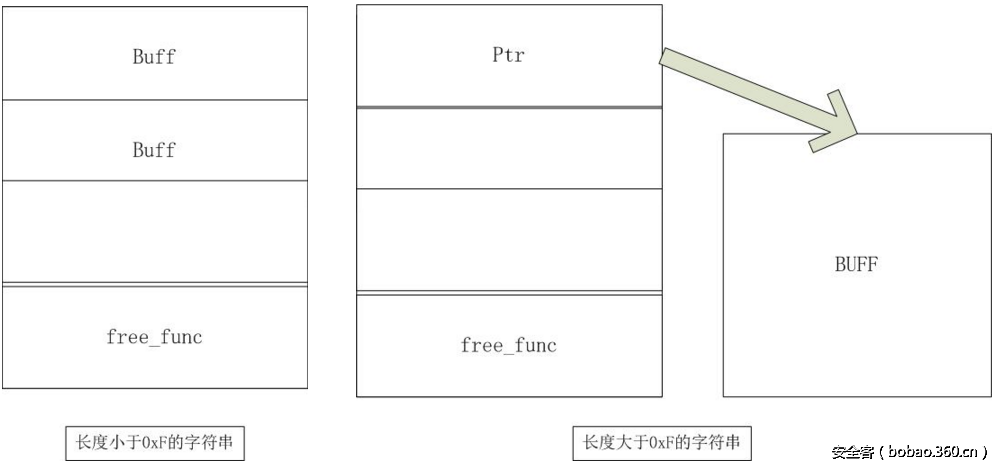 Buff
Buff
free_func
长度小于0xF的字符串
Ptr
free_func
长度大于0xF的字符串
BUFF
安全客（bobao.360.cn）